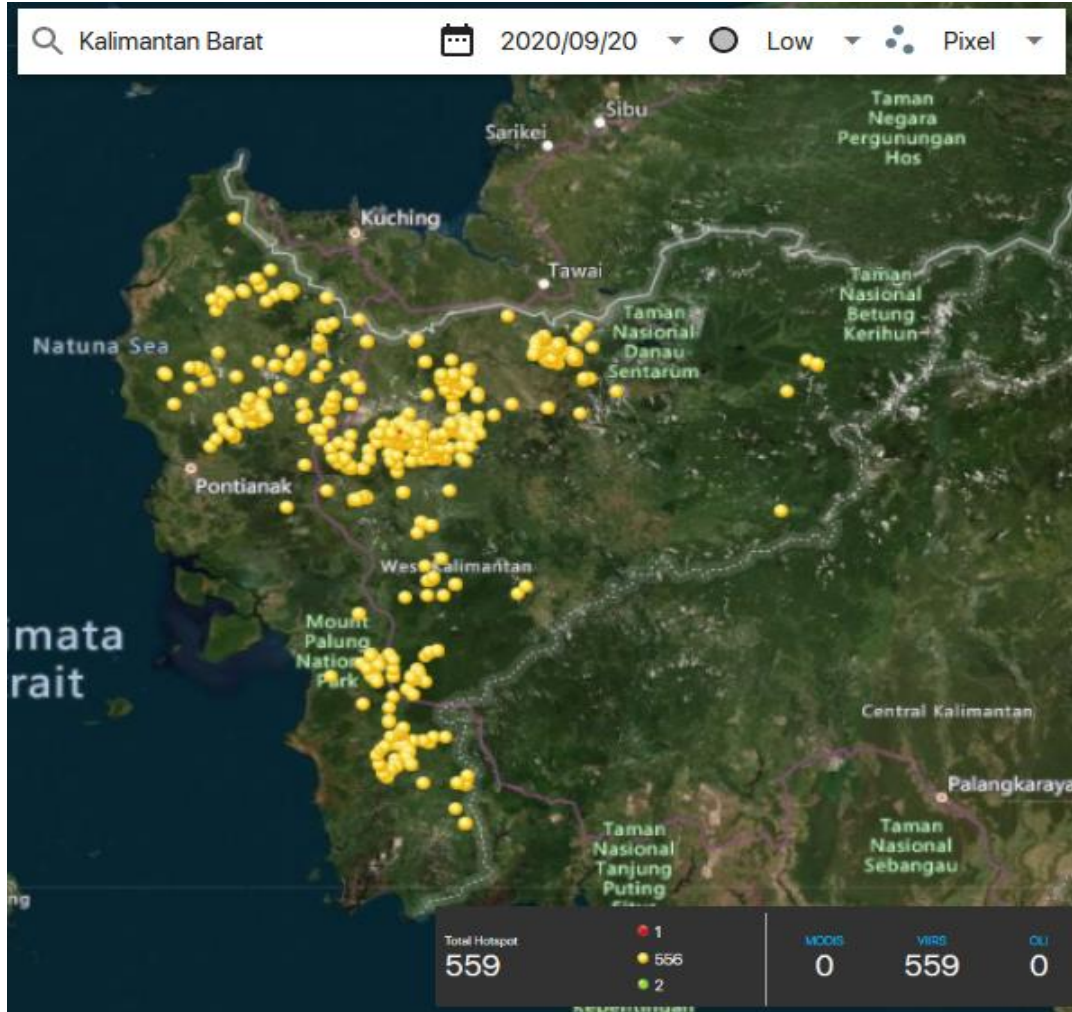 Kalimantan Barat 2020/09/20 Low Pixel
Taman
Negara
Pergunungan
Hos
Sibu
Sarikei
Kuching
Tawai
Taman
Nasional
Betung
Kerihun
Taman
Nasional
Danau
Sentarum
Natuna Sea
Pontianak
West Kalimantan
Mount
Palung
National
Park
imata
rait
Central Kalimantan
Palangkaraya
Taman
Nasional
Tanjung
Puting
Taman
Nasional
Sebangau
ng
Total Hotspot
559
1
556
2
MODIS
0
VIIRS
559
OLI
0